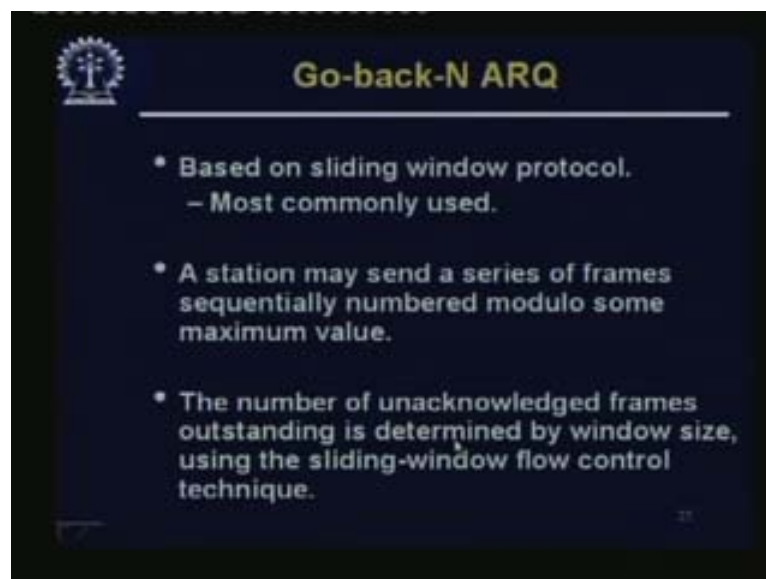 Go-back-N ARQ
• Based on sliding window protocol.
– Most commonly used.
• A station may send a series of frames
sequentially numbered modulo some
maximum value.
• The number of unacknowledged frames
outstanding is determined by window size,
using the sliding-window flow control
technique.